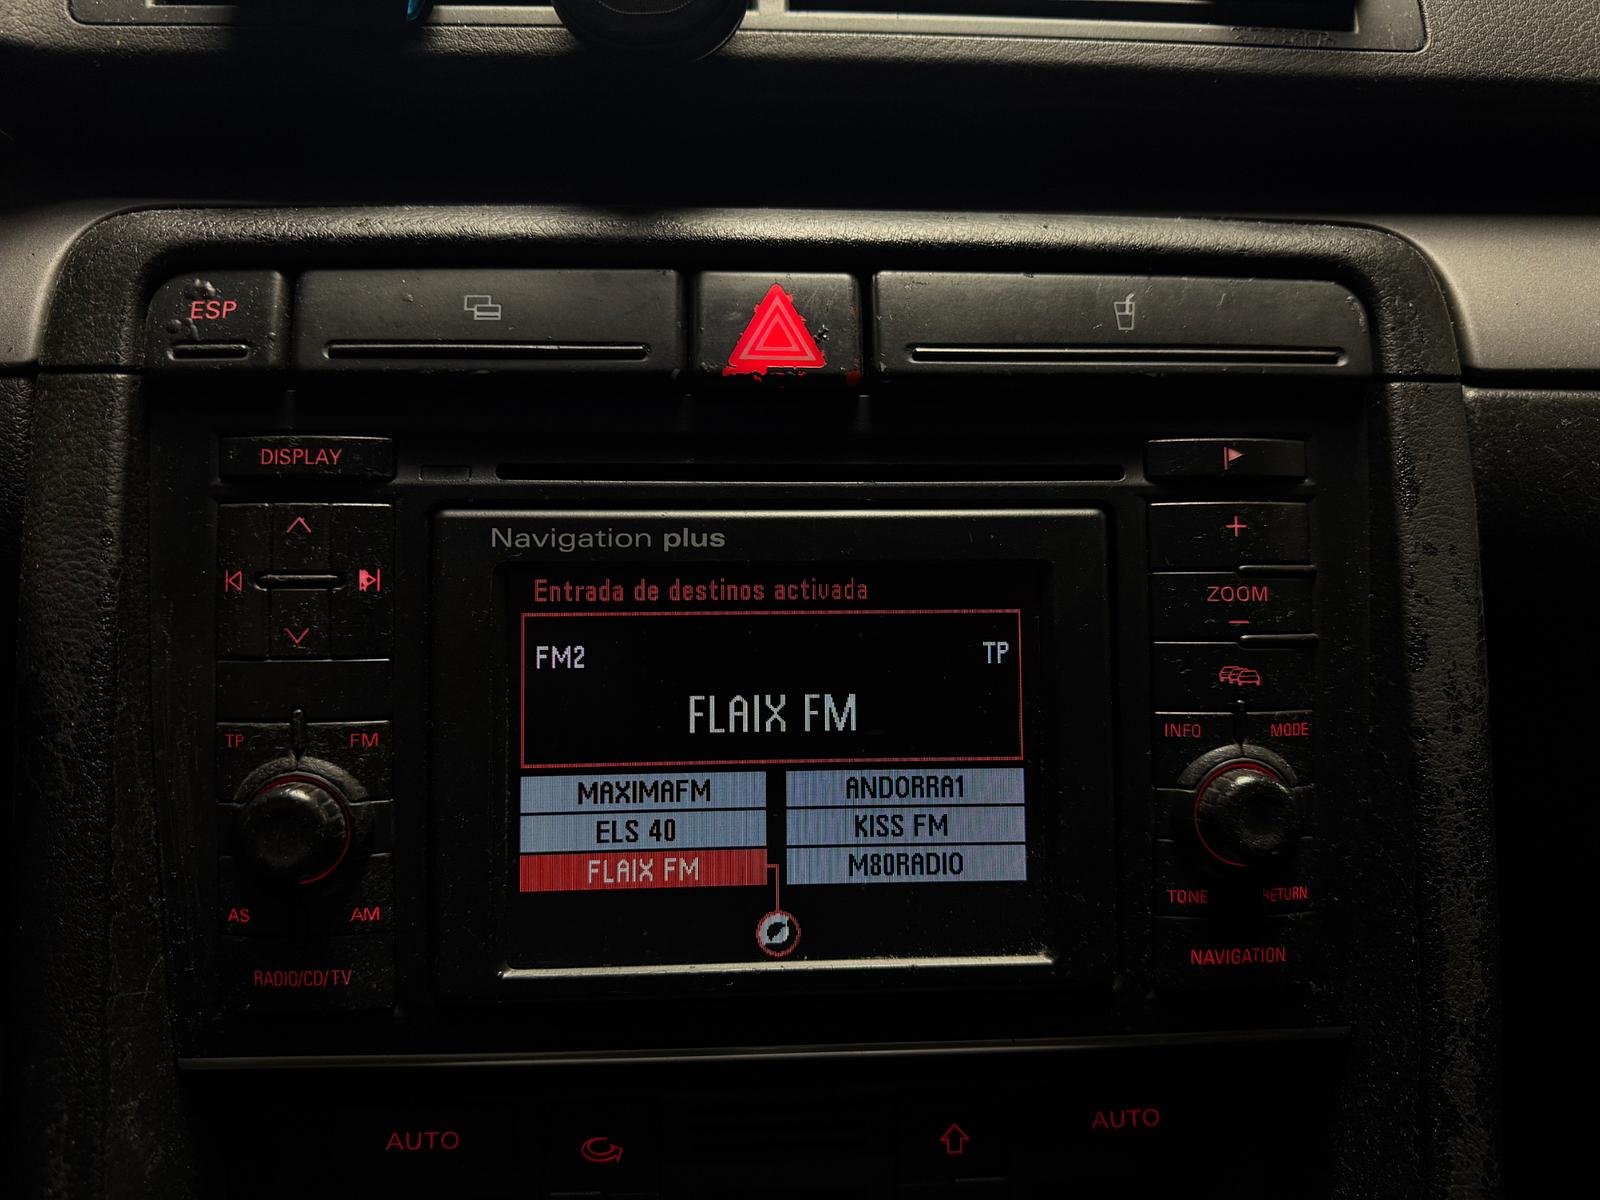 ESP
DISPLAY
Navigation plus
Entrada de destinos activada
FM2
TP
FLAIX FM
MAXIMAFM
ANDORRA1
ELS 40
KISS FM
FLAIX FM
M80RADIO
TP
FM
AS
AM
RADIO/CD/TV
+
ZOOM
−
INFO
MODE
TONE
RETURN
NAVIGATION
AUTO
AUTO